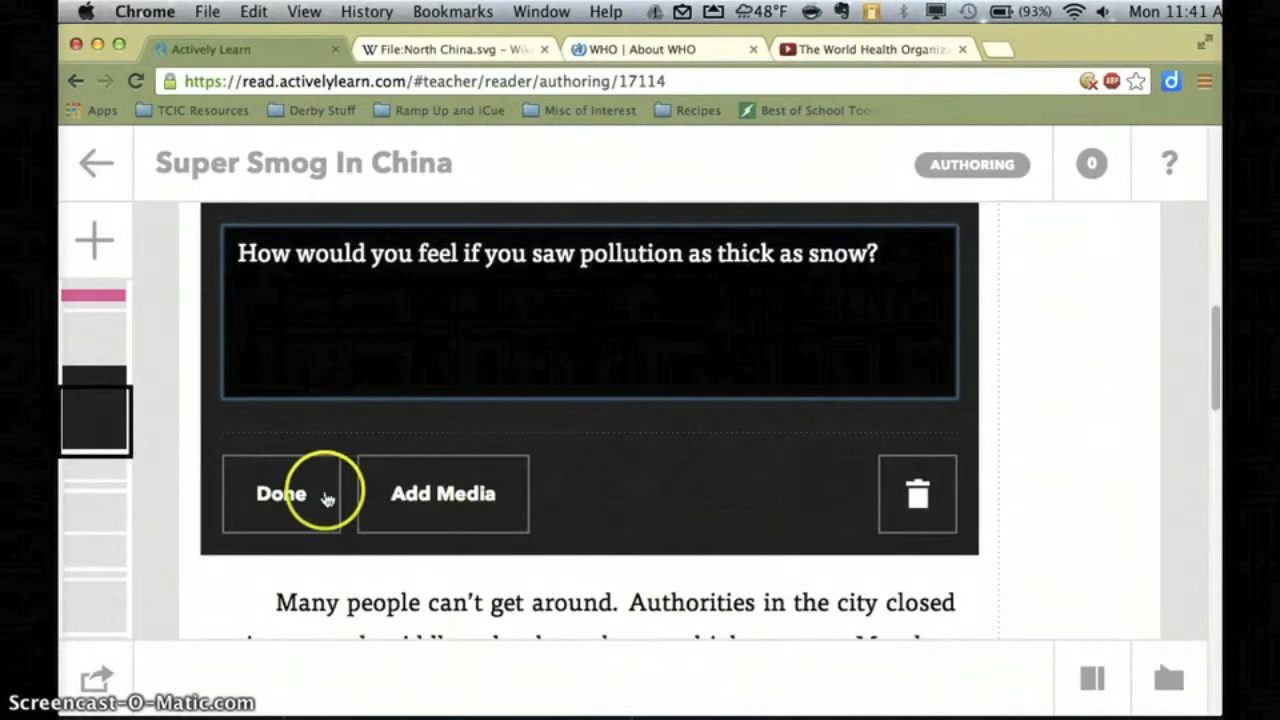 Chrome File Edit View History Bookmarks Window Help 48°F (93%) Mon 11:41 A
Actively Learn File:North China.svg – Wi WHO | About WHO The World Health Organiz
https://read.activelylearn.com/#teacher/reader/authoring/17114
Apps TCIC Resources Derby Stuff Ramp Up and iCue Misc of Interest Recipes Best of School Too
Super Smog In China AUTHORING 0 ?
How would you feel if you saw pollution as thick as snow?
Done Add Media
Many people can't get around. Authorities in the city closed
Screencast-O-Matic.com